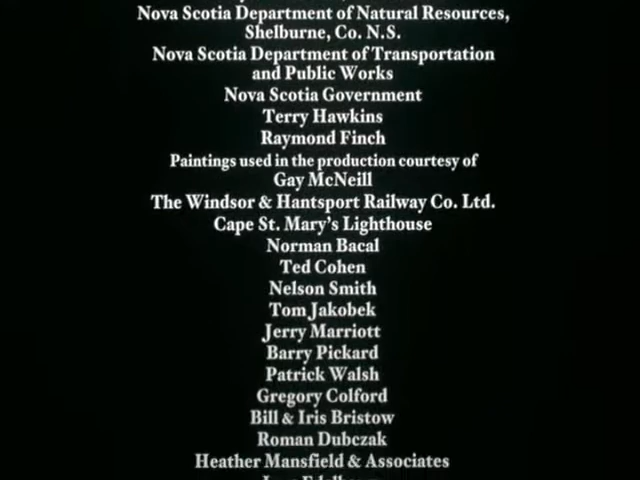 Nova Scotia Department of Natural Resources,
Shelburne, Co. N.S.
Nova Scotia Department of Transportation
and Public Works
Nova Scotia Government
Terry Hawkins
Raymond Finch
Paintings used in the production courtesy of
Gay McNeill
The Windsor & Hantsport Railway Co. Ltd.
Cape St. Mary's Lighthouse
Norman Bacal
Ted Cohen
Nelson Smith
Tom Jakobek
Jerry Marriott
Barry Pickard
Patrick Walsh
Gregory Colford
Bill & Iris Bristow
Roman Dubczak
Heather Mansfield & Associates